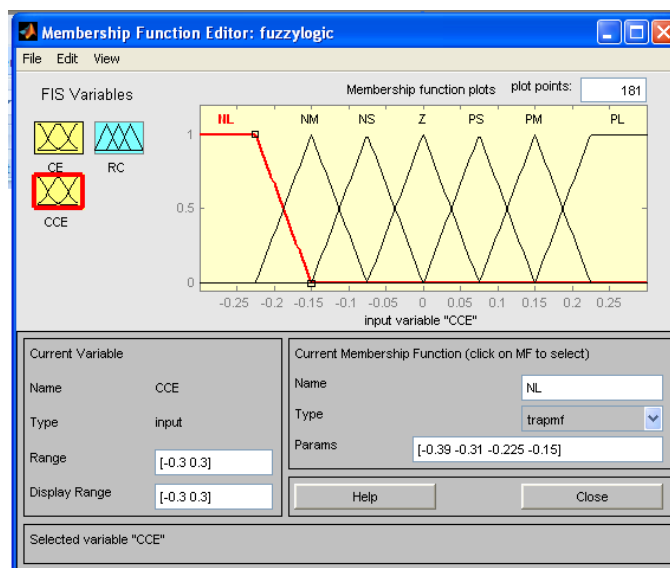 Membership Function Editor: fuzzylogic
File Edit View
FIS Variables
CE
RC
CCE
Membership function plots plot points: 181
NL NM NS Z PS PM PL
1
0.5
0
-0.25 -0.2 -0.15 -0.1 -0.05 0 0.05 0.1 0.15 0.2 0.25
input variable "CCE"
Current Variable
Name CCE
Type input
Range [-0.3 0.3]
Display Range [-0.3 0.3]
Current Membership Function (click on MF to select)
Name NL
Type trapmf
Params [-0.39 -0.31 -0.225 -0.15]
Help Close
Selected variable "CCE"